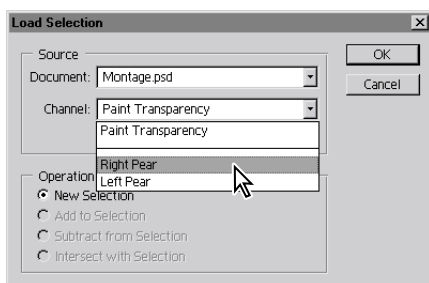 Load Selection
Source
OK
Document: Montage.psd
Cancel
Channel: Paint Transparency
Paint Transparency
Right Pear
Left Pear
Operation
New Selection
Add to Selection
Subtract from Selection
Intersect with Selection